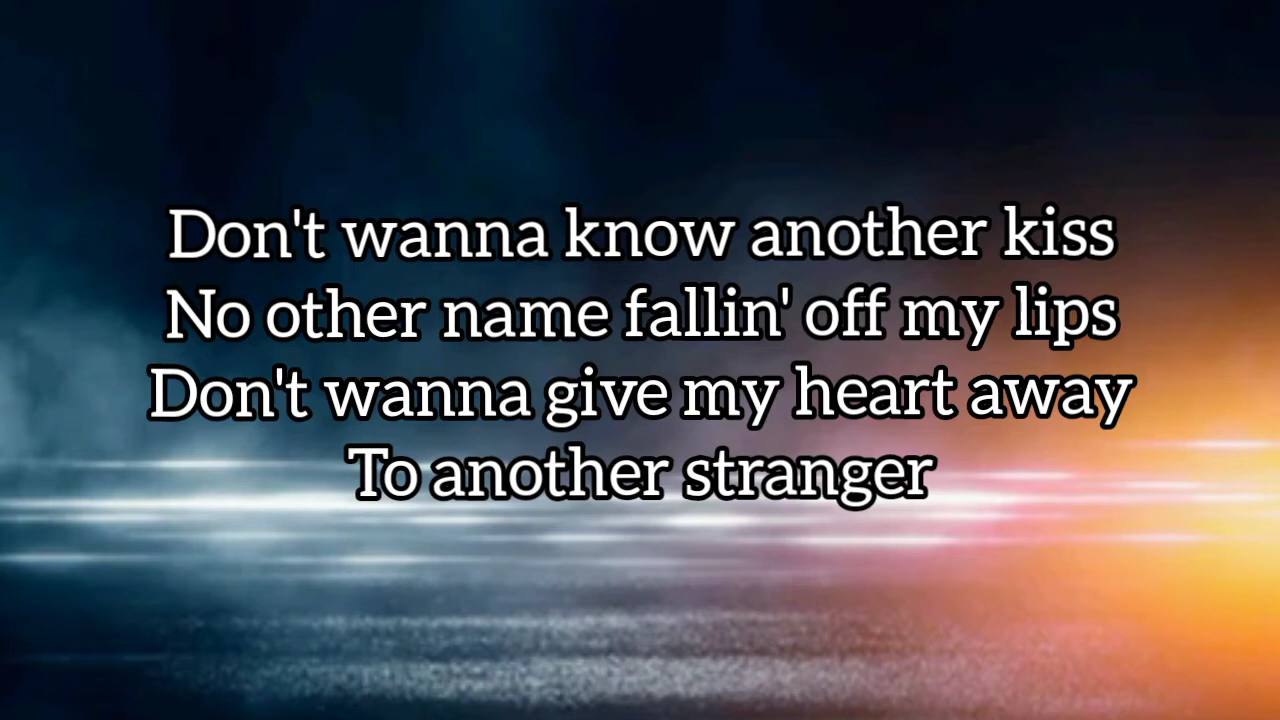 Don't wanna know another kiss
No other name fallin' off my lips
Don't wanna give my heart away
To another stranger